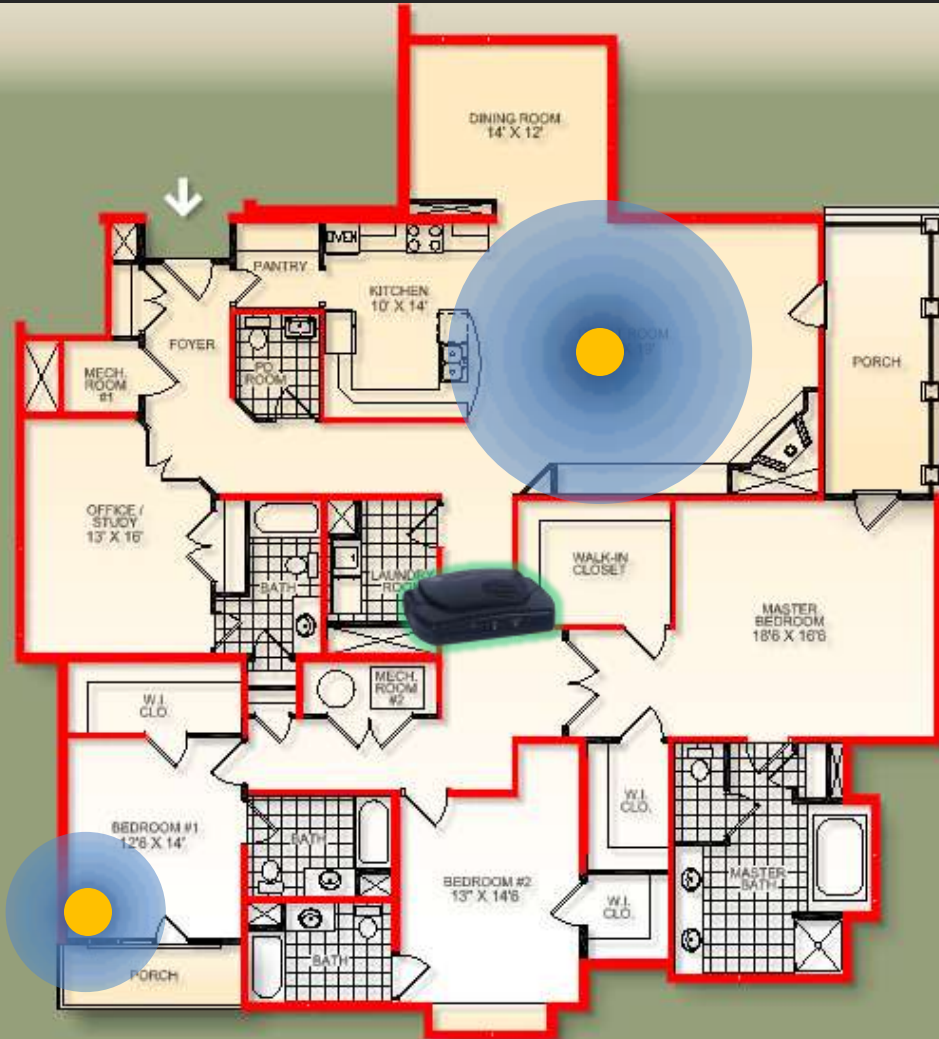 DINING ROOM
14' X 12'
OVEN
PANTRY
KITCHEN
10' X 14'
ROOM
FOYER
PD.
ROOM
MECH.
ROOM
#1
PORCH
OFFICE /
STUDY
13' X 16'
BATH
LAUNDRY
WALK-IN
CLOSET
MASTER
BEDROOM
18'6 X 16'6
MECH.
ROOM
#2
W.I.
CLO.
W.I.
CLO.
BEDROOM #1
12'6 X 14'
BATH
BEDROOM #2
13" X 14'6
MASTER
BATH
W.I.
CLO.
BATH
PORCH